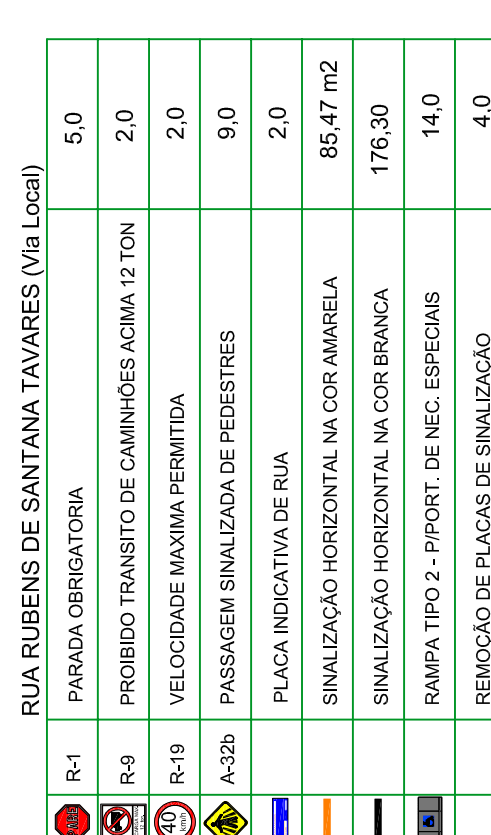 RUA RUBENS DE SANTANA TAVARES (Via Local)
PARE R-1 PARADA OBRIGATORIA 5,0
R-9 PROIBIDO TRANSITO DE CAMINHÕES ACIMA 12 TON 2,0
40 km/h R-19 VELOCIDADE MAXIMA PERMITIDA 2,0
A-32b PASSAGEM SINALIZADA DE PEDESTRES 9,0
PLACA INDICATIVA DE RUA 2,0
SINALIZAÇÃO HORIZONTAL NA COR AMARELA 85,47 m2
SINALIZAÇÃO HORIZONTAL NA COR BRANCA 176,30
RAMPA TIPO 2 - P/PORT. DE NEC. ESPECIAIS 14,0
REMOÇÃO DE PLACAS DE SINALIZAÇÃO 4,0